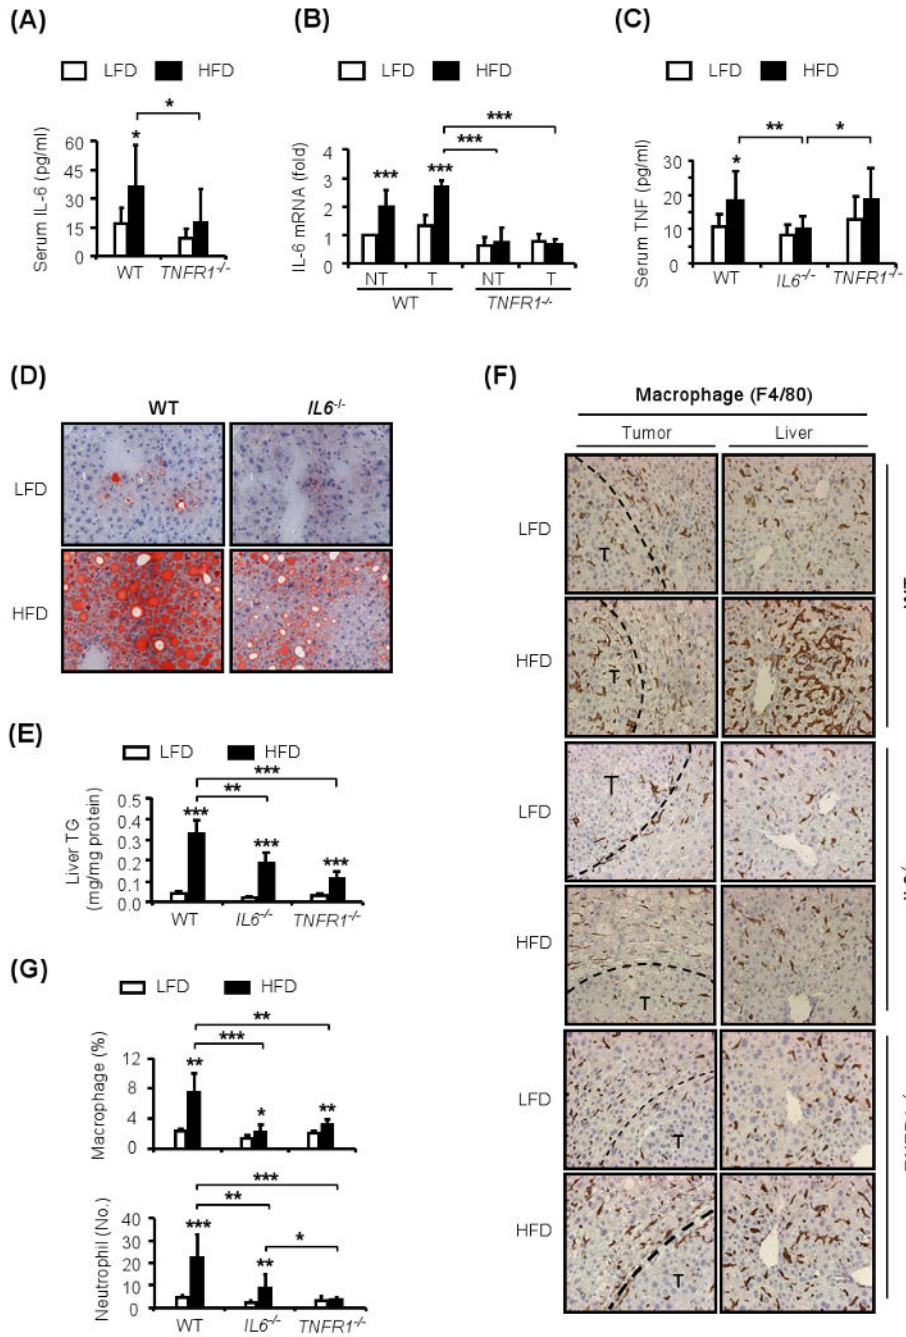 (A)
LFD HFD
*
*
Serum IL-6 (pg/ml)
60
45
30
15
0
WT TNFR1-/-
(B)
LFD HFD
***
***
*** ***
IL-6 mRNA (fold)
4
3
2
1
0
NT T NT T
WT TNFR1-/-
(C)
LFD HFD
** *
*
Serum TNF (pg/ml)
30
20
10
0
WT IL6-/- TNFR1-/-
(D)
WT IL6-/-
LFD
HFD
(E)
LFD HFD
***
**
*** *** ***
Liver TG
(mg/mg protein)
0.5
0.4
0.3
0.2
0.1
0.0
WT IL6-/- TNFR1-/-
(F)
Macrophage (F4/80)
Tumor Liver
LFD
T
HFD
T
LFD
T
HFD
T
LFD
T
HFD
T
(G)
LFD HFD
**
***
** * **
Macrophage (%)
12
8
4
0
***
**
*
*** **
Neutrophil (No.)
40
30
20
10
0
WT IL6-/- TNFR1-/-